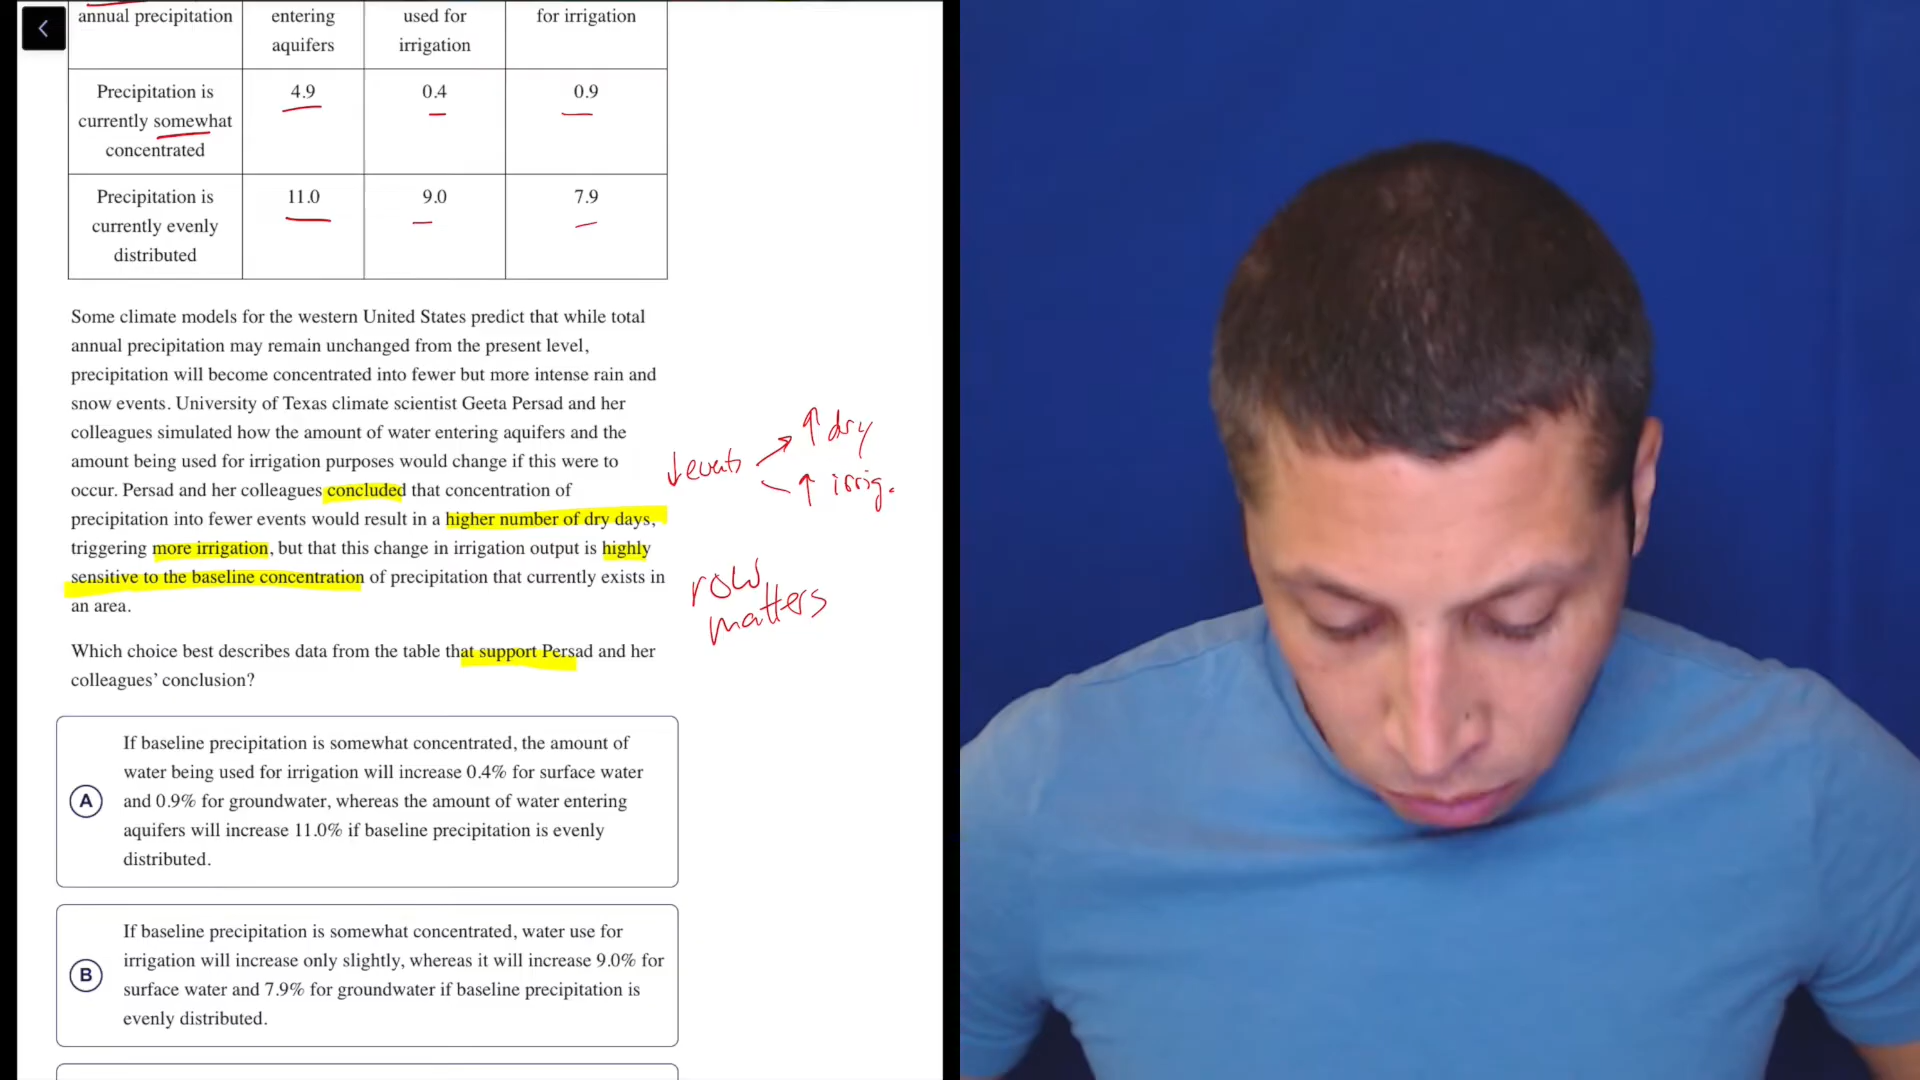 annual precipitation
entering
aquifers
used for
irrigation
for irrigation
Precipitation is
currently somewhat
concentrated
4.9
0.4
0.9
Precipitation is
currently evenly
distributed
11.0
9.0
7.9
Some climate models for the western United States predict that while total
annual precipitation may remain unchanged from the present level,
precipitation will become concentrated into fewer but more intense rain and
snow events. University of Texas climate scientist Geeta Persad and her
colleagues simulated how the amount of water entering aquifers and the
amount being used for irrigation purposes would change if this were to
occur. Persad and her colleagues concluded that concentration of
precipitation into fewer events would result in a higher number of dry days,
triggering more irrigation, but that this change in irrigation output is highly
sensitive to the baseline concentration of precipitation that currently exists in
an area.
↓events
↑ dry
↑ irrig.
row
matters
Which choice best describes data from the table that support Persad and her
colleagues’ conclusion?
A
If baseline precipitation is somewhat concentrated, the amount of
water being used for irrigation will increase 0.4% for surface water
and 0.9% for groundwater, whereas the amount of water entering
aquifers will increase 11.0% if baseline precipitation is evenly
distributed.
B
If baseline precipitation is somewhat concentrated, water use for
irrigation will increase only slightly, whereas it will increase 9.0% for
surface water and 7.9% for groundwater if baseline precipitation is
evenly distributed.